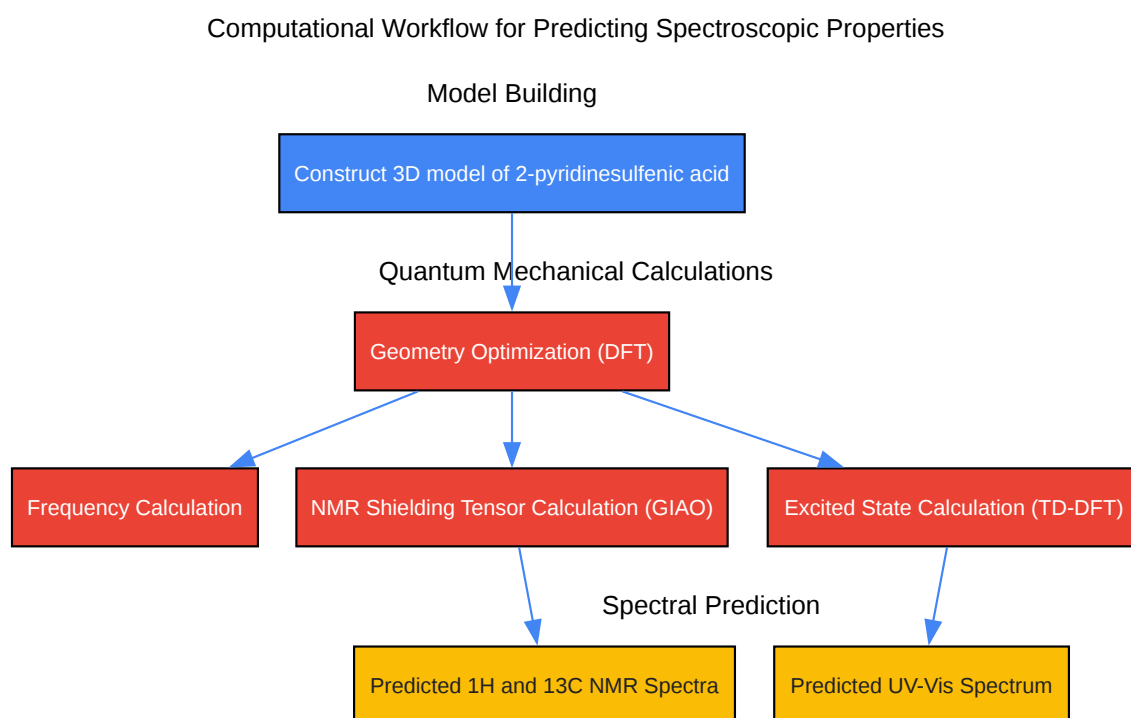 Computational Workflow for Predicting Spectroscopic Properties
Model Building
Construct 3D model of 2-pyridinesulfenic acid
Quantum Mechanical Calculations
Geometry Optimization (DFT)
Frequency Calculation
NMR Shielding Tensor Calculation (GIAO)
Excited State Calculation (TD-DFT)
Spectral Prediction
Predicted 1H and 13C NMR Spectra
Predicted UV-Vis Spectrum